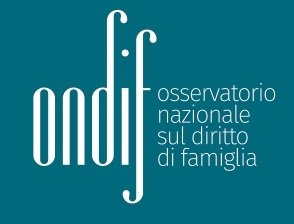 ondif
osservatorio
nazionale
sul diritto
di famiglia